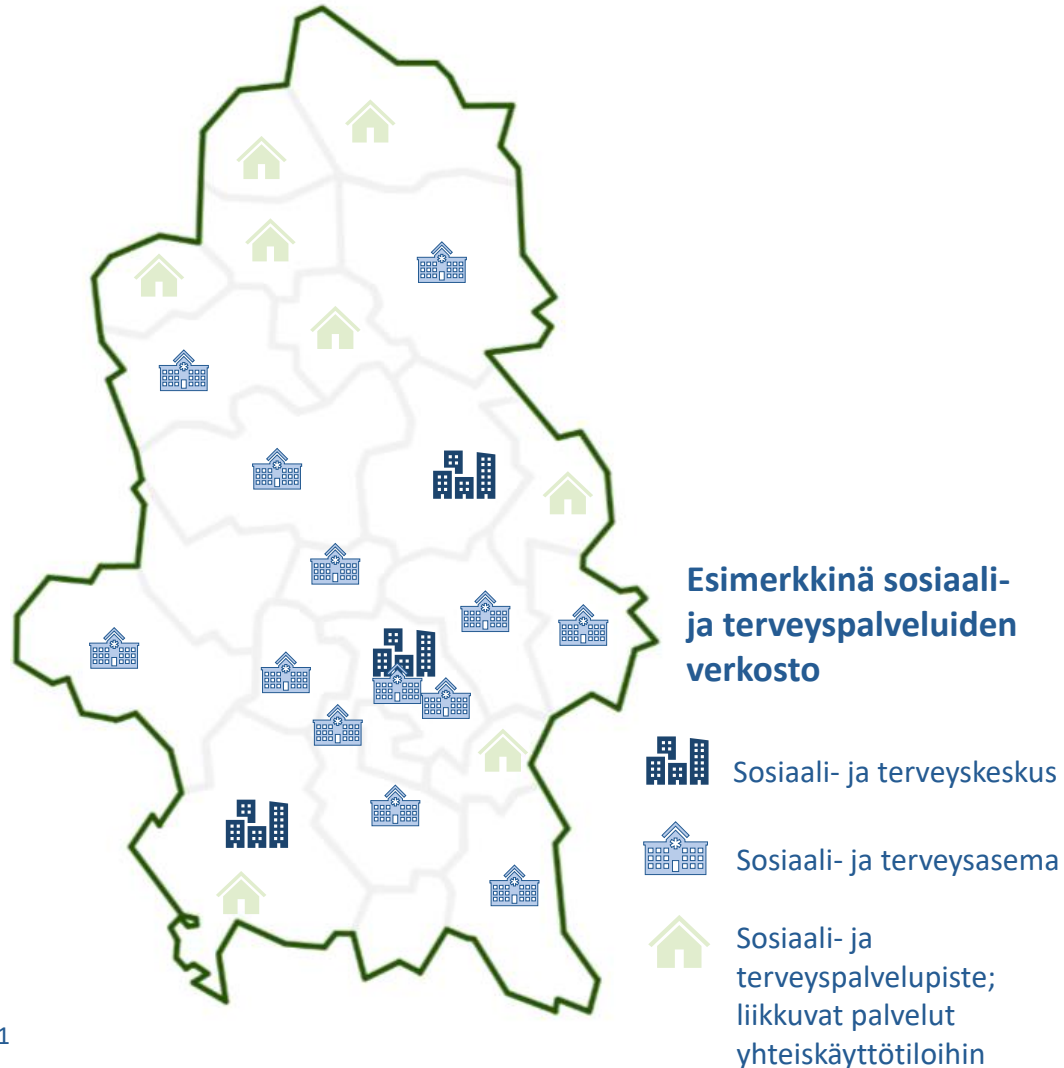 Esimerkkinä sosiaali-
ja terveyspalveluiden
verkosto
Sosiaali- ja terveyskeskus
Sosiaali- ja terveysasema
Sosiaali- ja
terveyspalvelupiste;
liikkuvat palvelut
yhteiskäyttötiloihin
1